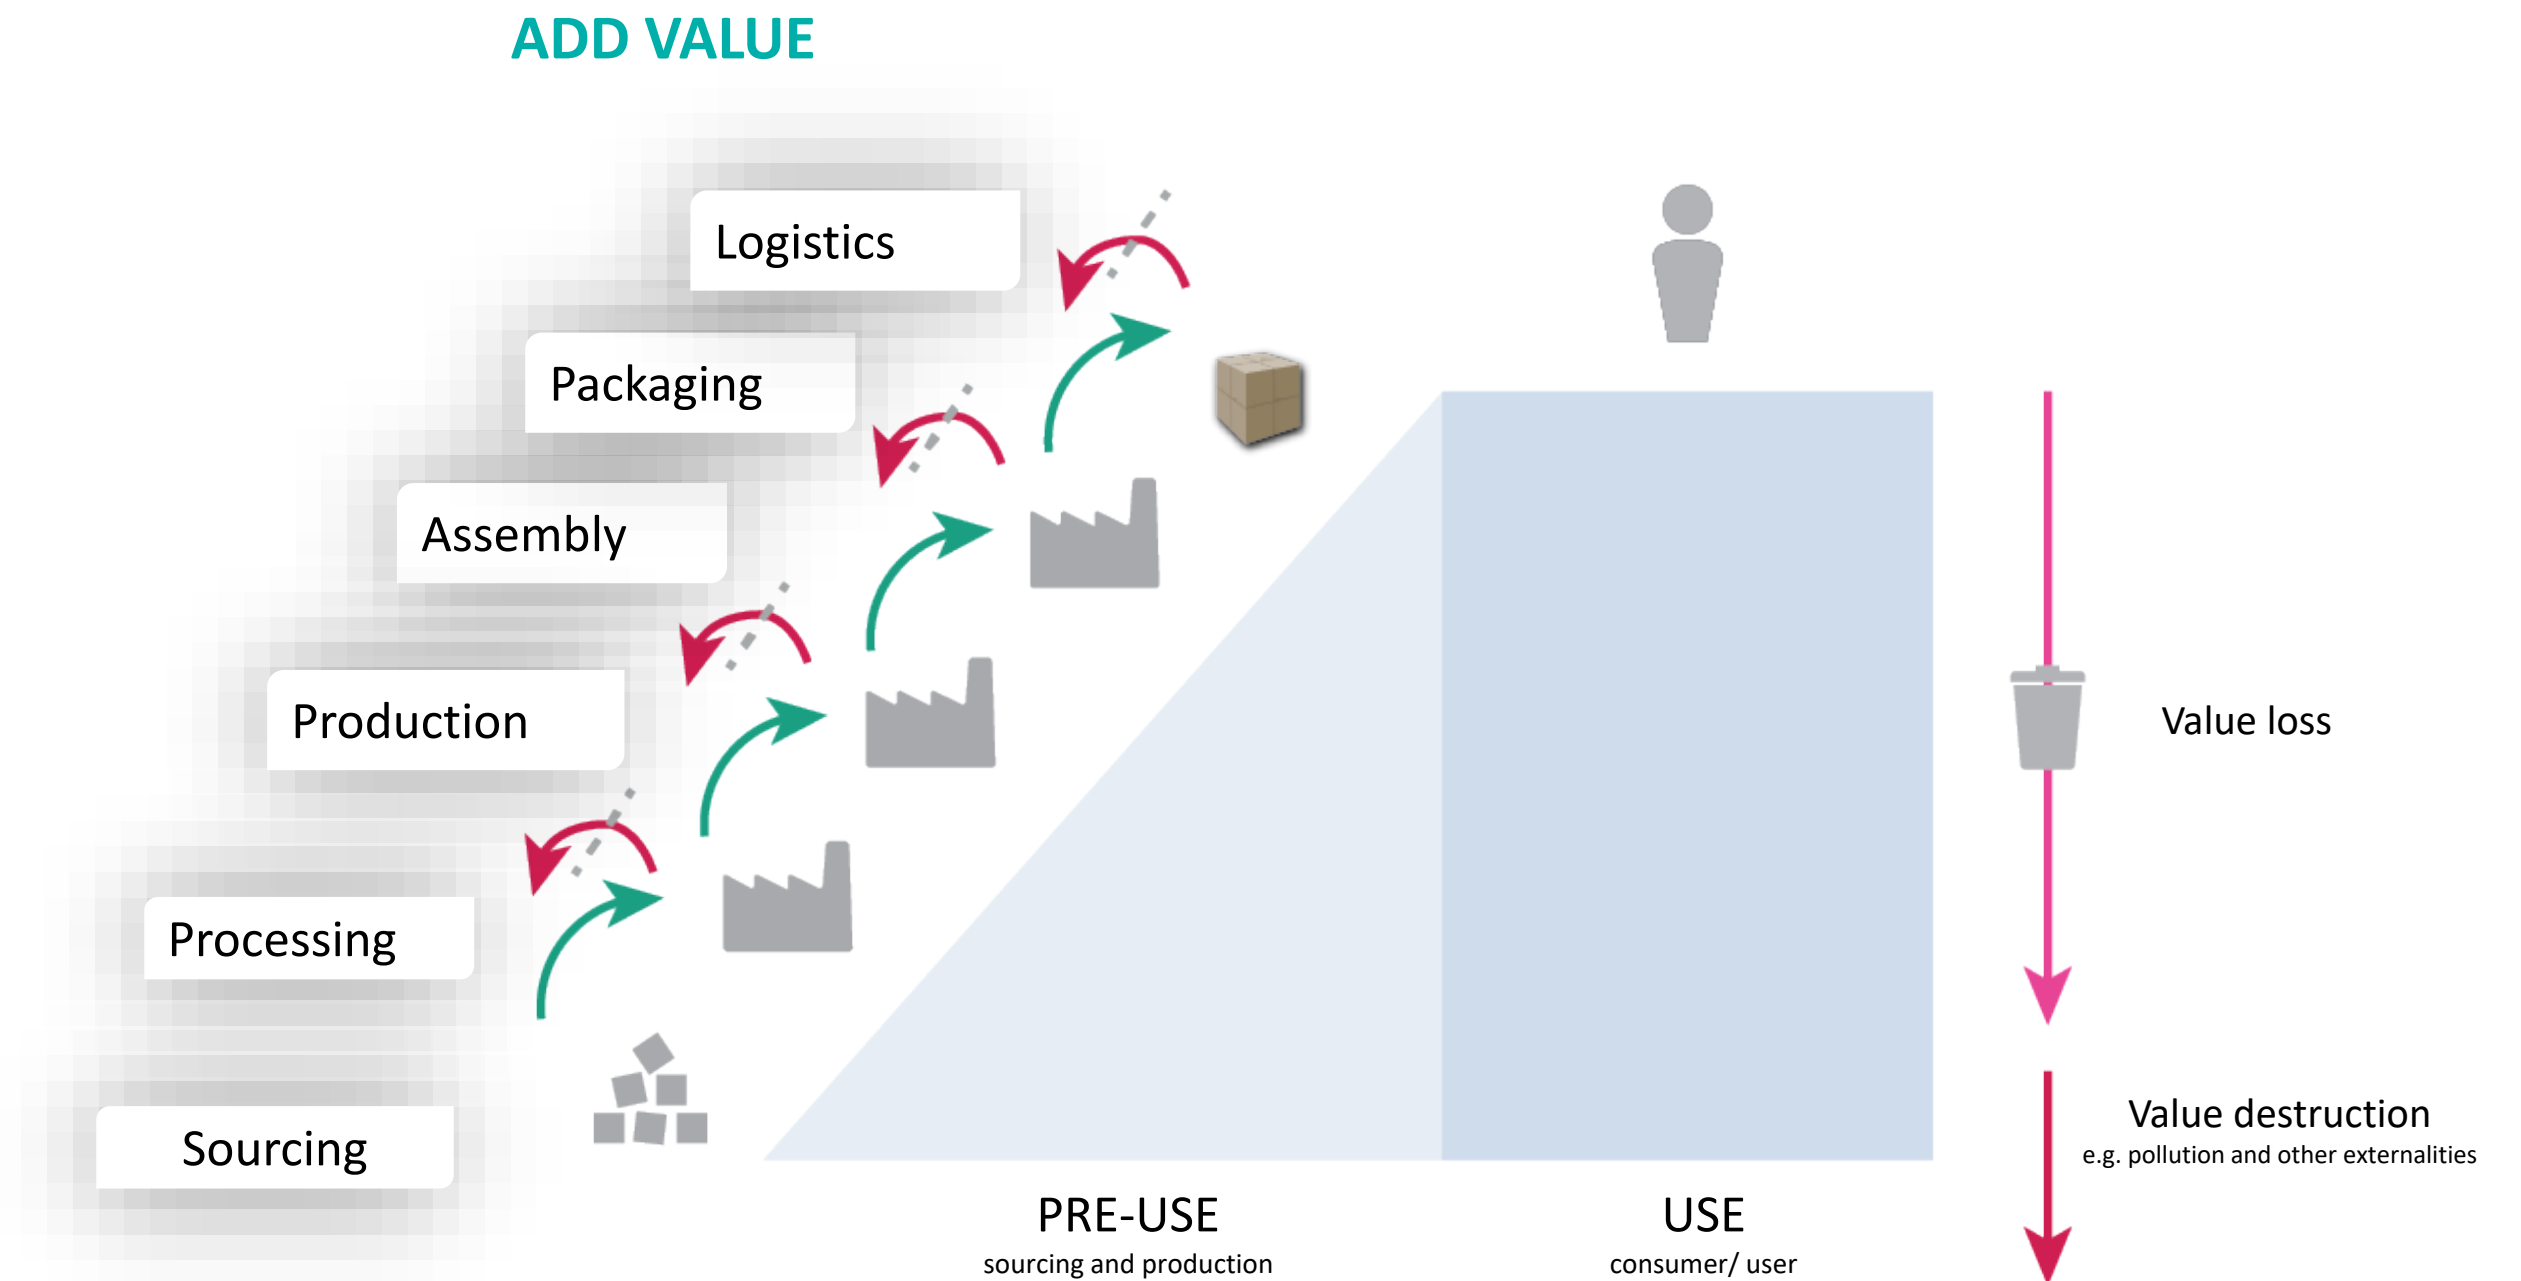 ADD VALUE
Logistics
Packaging
Assembly
Production
Processing
Sourcing
Value loss
Value destruction
e.g. pollution and other externalities
PRE-USE
sourcing and production
USE
consumer/ user